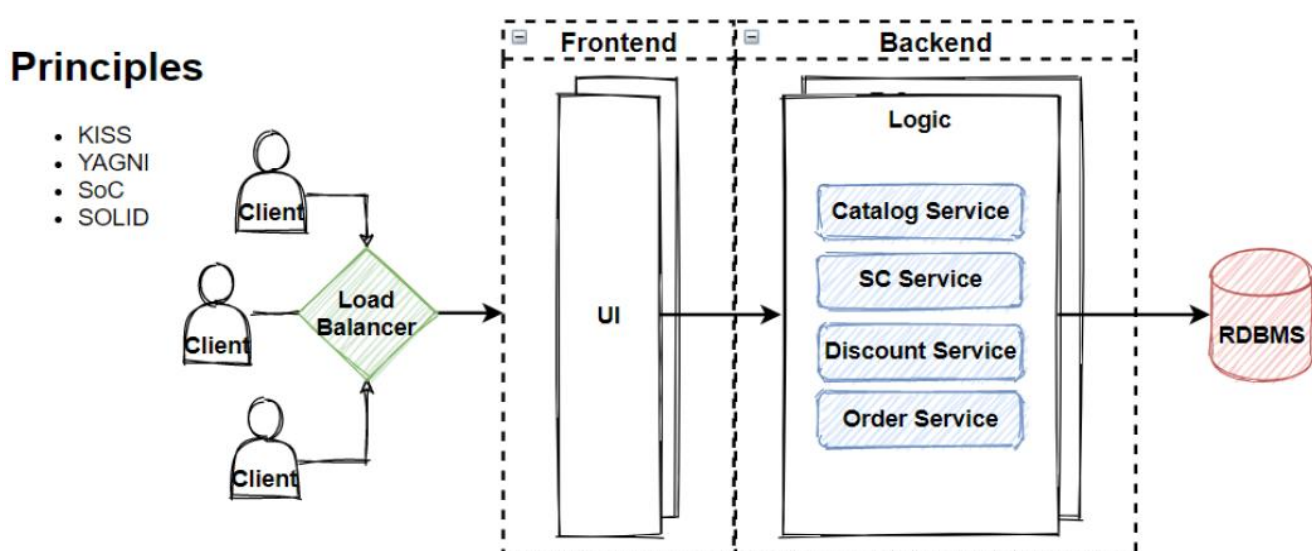 Principles
KISS
YAGNI
SoC
SOLID
Client
Client
Client
Load
Balancer
Frontend
UI
Backend
Logic
Catalog Service
SC Service
Discount Service
Order Service
RDBMS